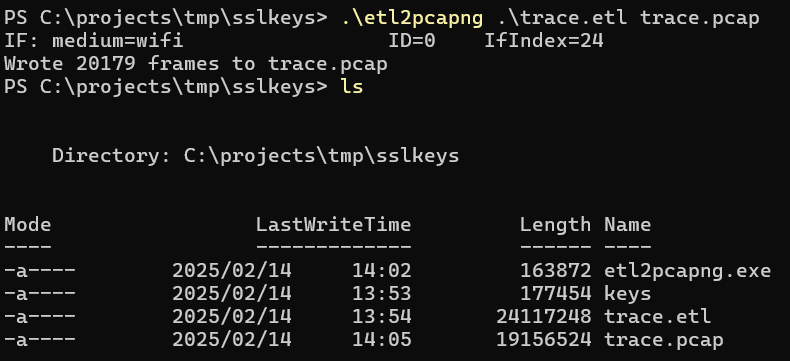 PS C:\projects\tmp\sslkeys> .\etl2pcapng .\trace.etl trace.pcap
IF: medium=wifi                 ID=0    IfIndex=24
Wrote 20179 frames to trace.pcap
PS C:\projects\tmp\sslkeys> ls
    Directory: C:\projects\tmp\sslkeys
Mode                 LastWriteTime         Length Name
----                 -------------         ------ ----
-a----        2025/02/14     14:02         163872 etl2pcapng.exe
-a----        2025/02/14     13:53         177454 keys
-a----        2025/02/14     13:54       24117248 trace.etl
-a----        2025/02/14     14:05       19156524 trace.pcap